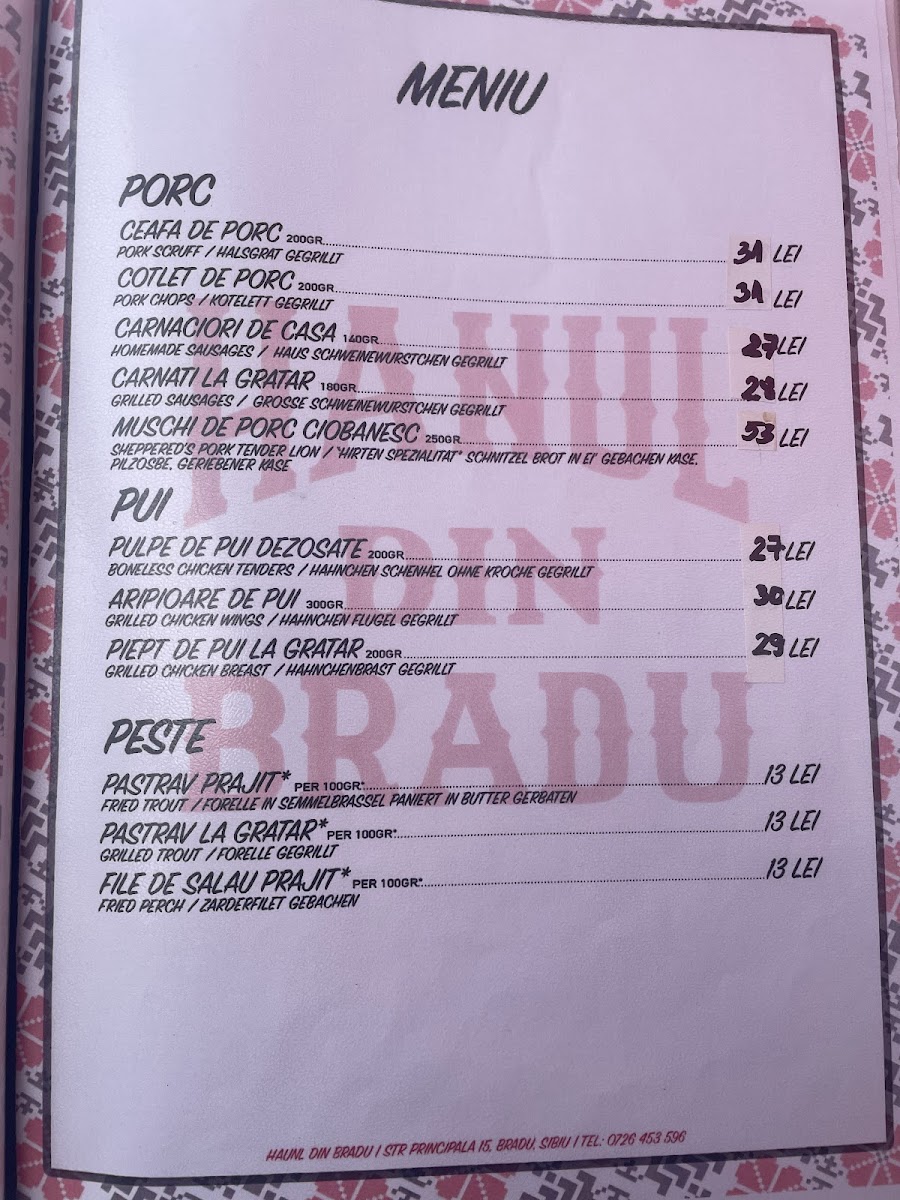 MENIU
PORC
CEAFA DE PORC 200GR 31 LEI
PORK SCRUFF / HALSGRAT GEGRILLT
COTLET DE PORC 200GR 31 LEI
PORK CHOPS / KOTELETT GEGRILLT
CARNACIORI DE CASA 140GR 27 LEI
HOMEMADE SAUSAGES / HAUS SCHWEINEWURSTCHEN GEGRILLT
CARNATI LA GRATAR 180GR LEI
GRILLED SAUSAGES / GROSSE SCHWEINEWURSTCHEN GEGRILLT
MUSCHI DE PORC CIOBANESC 250GR 53 LEI
SHEPPERED'S PORK TENDER LION / "HIRTEN SPEZIALITAT" SCHNITZEL BROT IN EI' GEBACHEN KASE,
PILZOSBE, GERIEBENER KASE
PUI
PULPE DE PUI DEZOSATE 200GR 27 LEI
BONELESS CHICKEN TENDERS / HAHNCHEN SCHENHEL OHNE KROCHE GEGRILLT
ARIPIOARE DE PUI 300GR 30 LEI
GRILLED CHICKEN WINGS / HAHNCHEN FLUGEL GEGRILLT
PIEPT DE PUI LA GRATAR 200GR 29 LEI
GRILLED CHICKEN BREAST / HAHNCHENBRAST GEGRILLT
PESTE
PASTRAV PRAJIT* PER 100GR* 13 LEI
FRIED TROUT / FORELLE IN SEMMELBRASSEL PANIERT IN BUTTER GERBATEN
PASTRAV LA GRATAR* PER 100GR* 13 LEI
GRILLED TROUT / FORELLE GEGRILLT
FILE DE SALAU PRAJIT* PER 100GR* 13 LEI
FRIED PERCH / ZARDERFILET GEBACHEN
HANUL
DIN
BRADU
HAUNL DIN BRADU / STR PRINCIPALA 15, BRADU, SIBIU / TEL: 0726 453 596